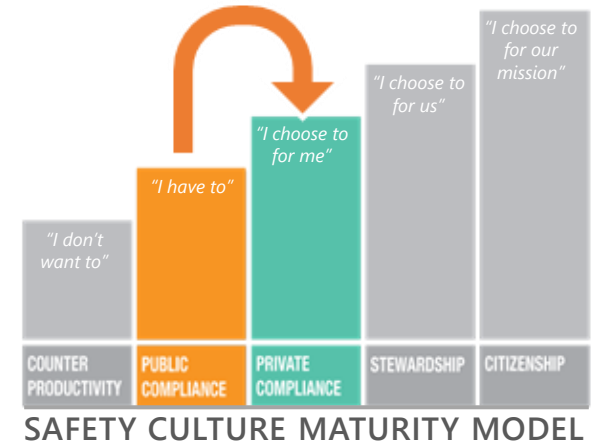 “I don’t
want to”
“I have to”
“I choose to
for me”
“I choose to
for us”
“I choose to
for our
mission”
COUNTER
PRODUCTIVITY
PUBLIC
COMPLIANCE
PRIVATE
COMPLIANCE
STEWARDSHIP
CITIZENSHIP
SAFETY CULTURE MATURITY MODEL